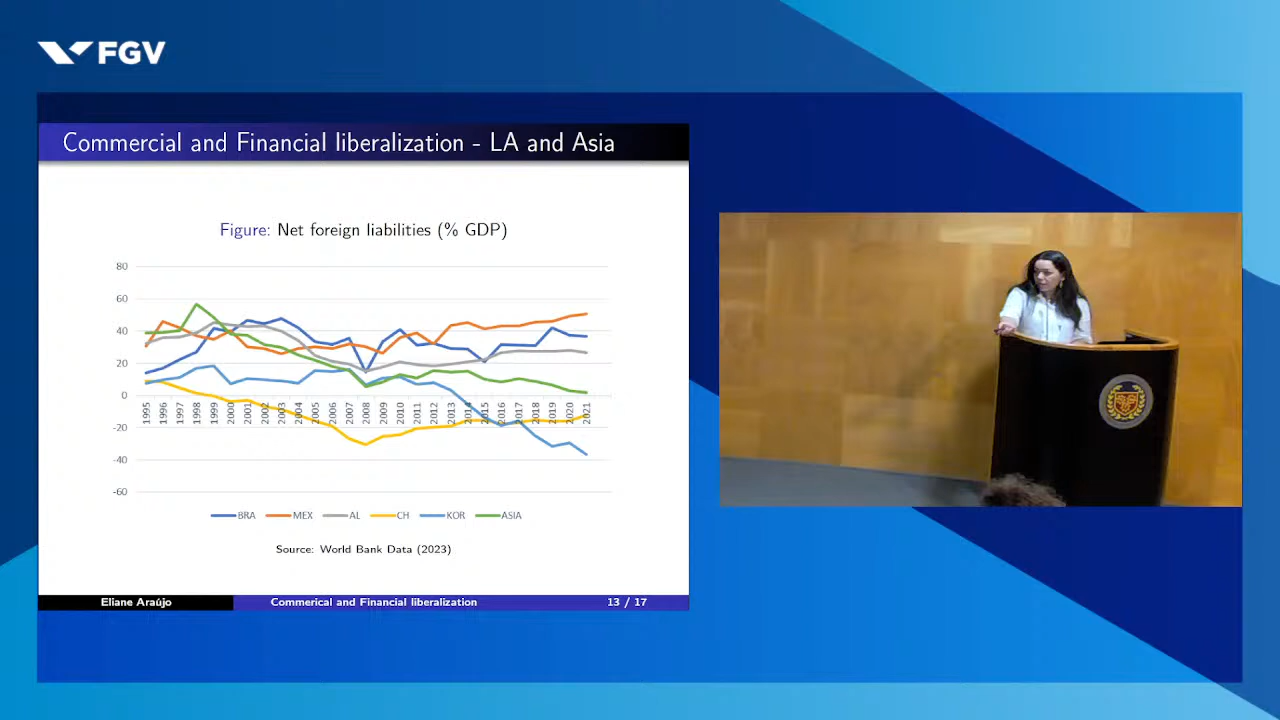 FGV
Commercial and Financial liberalization - LA and Asia
Figure: Net foreign liabilities (% GDP)
80
60
40
20
0
-20
-40
-60
1995 1996 1997 1998 1999 2000 2001 2002 2003 2004 2005 2006 2007 2008 2009 2010 2011 2012 2013 2014 2015 2016 2017 2018 2019 2020 2021
BRA MEX AL CH KOR ASIA
Source: World Bank Data (2023)
Eliane Araújo Commerical and Financial liberalization 13 / 17